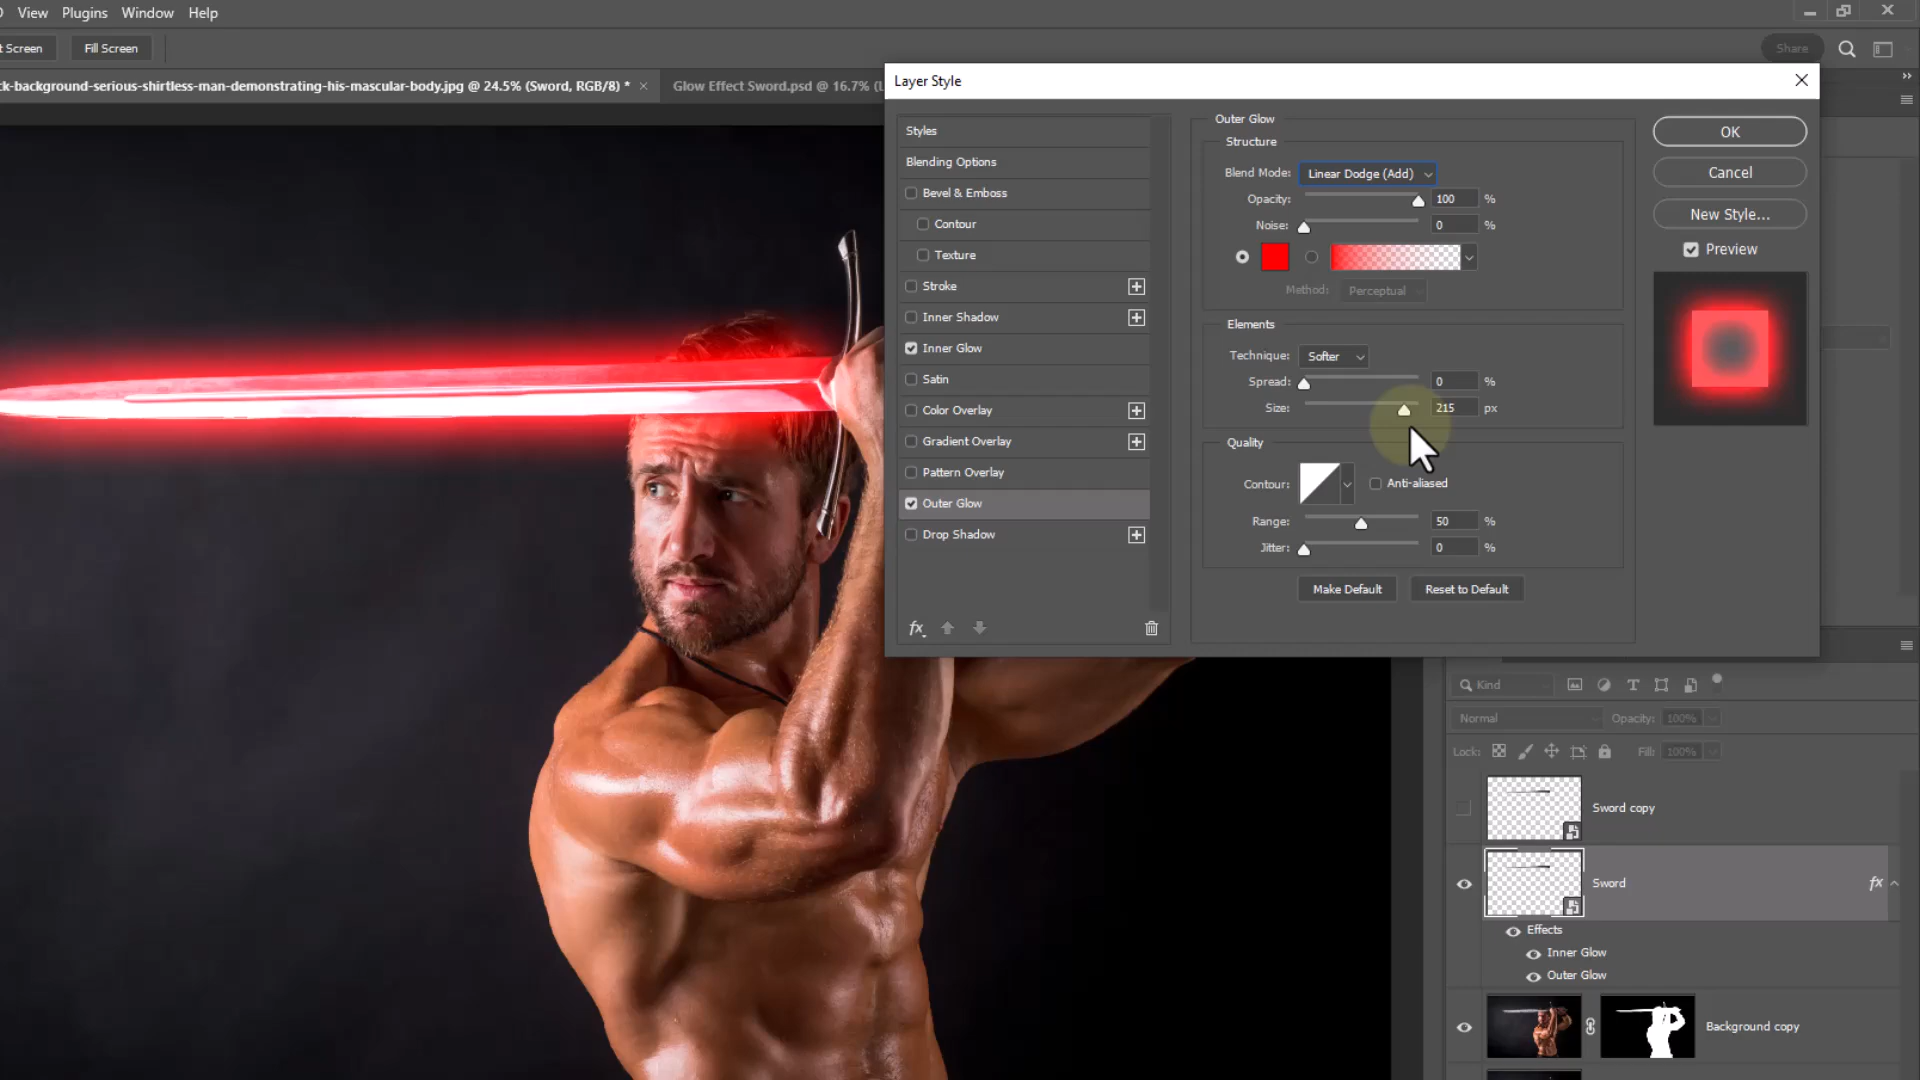 View Plugins Window Help
Screen Fill Screen Share
ck-background-serious-shirtless-man-demonstrating-his-mascular-body.jpg @ 24.5% (Sword, RGB/8) * × Glow Effect Sword.psd @ 16.7% (L
Layer Style
Styles
Blending Options
Bevel & Emboss
Contour
Texture
Stroke
Inner Shadow
Inner Glow
Satin
Color Overlay
Gradient Overlay
Pattern Overlay
Outer Glow
Drop Shadow
fx
Outer Glow
Structure
Blend Mode: Linear Dodge (Add)
Opacity: 100 %
Noise: 0 %
Method: Perceptual
Elements
Technique: Softer
Spread: 0 %
Size: 215 px
Quality
Contour: Anti-aliased
Range: 50 %
Jitter: 0 %
Make Default Reset to Default
OK
Cancel
New Style...
Preview
Kind
Normal Opacity: 100%
Lock: Fill: 100%
Sword copy
Sword fx
Effects
Inner Glow
Outer Glow
Background copy